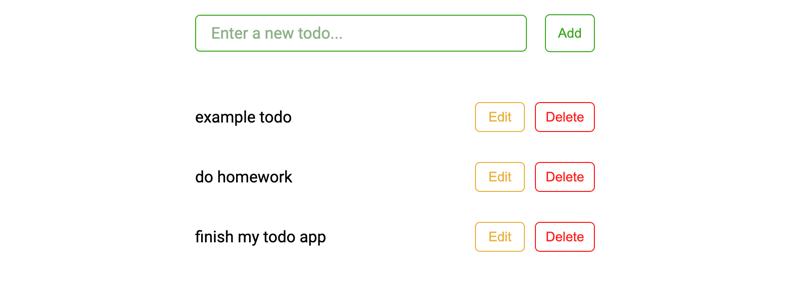 Enter a new todo... Add
example todo Edit Delete
do homework Edit Delete
finish my todo app Edit Delete